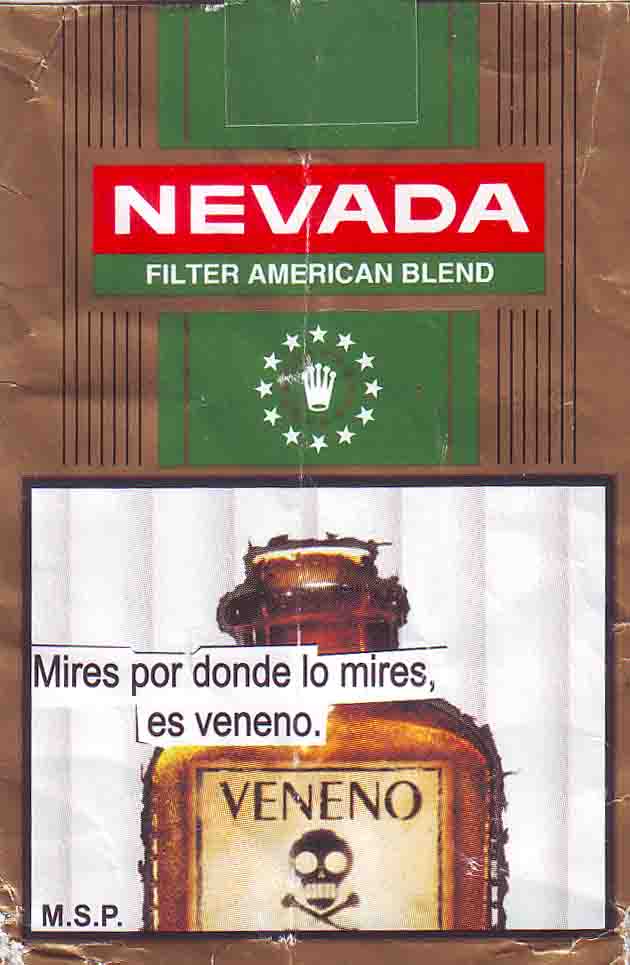 NEVADA
FILTER AMERICAN BLEND
Mires por donde lo mires,
es veneno.
VENENO
M.S.P.